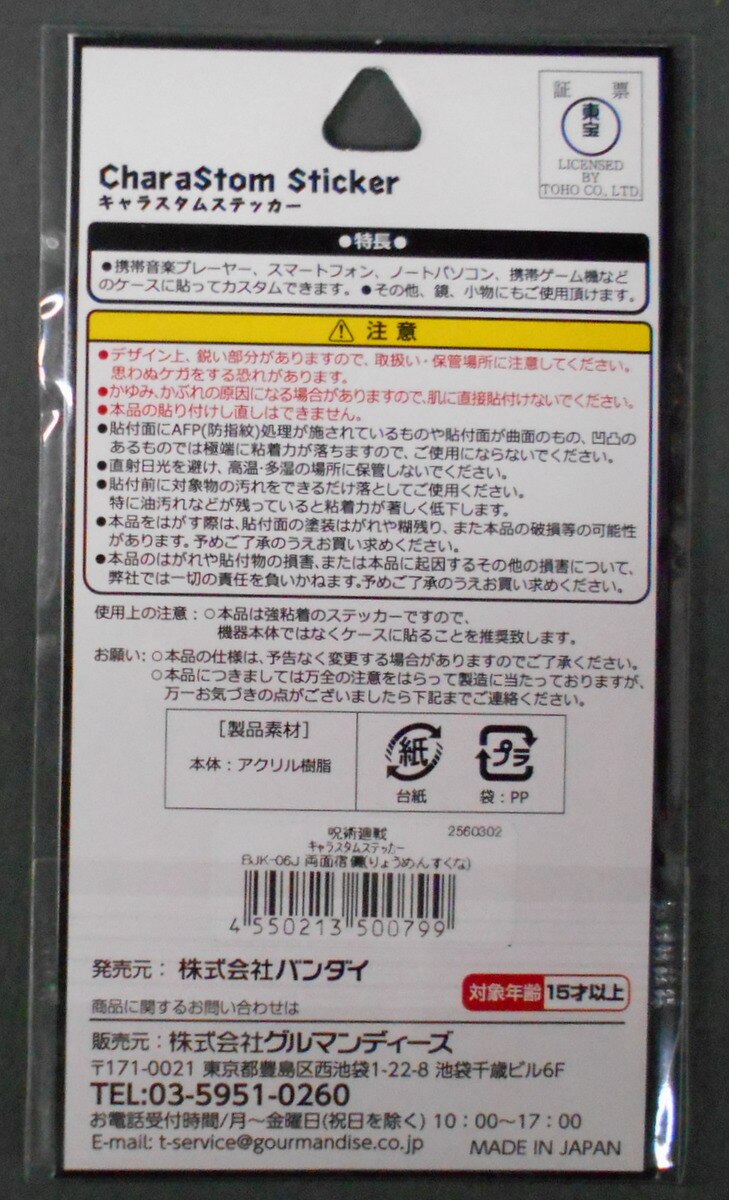 証 票
東宝
LICENSED
BY
TOHO CO., LTD.
CharaStom Sticker
キャラスタムステッカー
●特長●
●携帯音楽プレーヤー、スマートフォン、ノートパソコン、携帯ゲーム機など
のケースに貼ってカスタムできます。 ●その他、鏡、小物にもご使用頂けます。
注意
●デザイン上、鋭い部分がありますので、取扱い・保管場所に注意してください。
思わぬケガをする恐れがあります。
●かゆみ、かぶれの原因になる場合がありますので、肌に直接貼付けないでください。
●本品の貼り付けし直しはできません。
●貼付面にAFP(防指紋)処理が施されているものや貼付面が曲面のもの、凹凸の
あるものでは極端に粘着力が落ちますので、ご使用にならないでください。
●直射日光を避け、高温・多湿の場所に保管しないでください。
●貼付前に対象物の汚れをできるだけ落としてご使用ください。
特に油汚れなどが残っていると粘着力が著しく低下します。
●本品をはがす際は、貼付面の塗装はがれや糊残り、また本品の破損等の可能性
があります。予めご了承のうえお買い求めください。
●本品のはがれや貼付物の損害、または本品に起因するその他の損害について、
弊社では一切の責任を負いかねます。予めご了承のうえお買い求めください。
使用上の注意：○本品は強粘着のステッカーですので、
機器本体ではなくケースに貼ることを推奨致します。
お願い：○本品の仕様は、予告なく変更する場合がありますのでご了承ください。
○本品につきましては万全の注意をはらって製造に当たっておりますが、
万一お気づきの点がございましたら下記までご連絡ください。
［製品素材］
本体：アクリル樹脂
紙
台紙
プラ
袋：PP
呪術廻戦 2560302
キャラスタムステッカー
BJK-06J 両面宿儺(りょうめんすくな)
4 550213 500799
発売元：株式会社バンダイ
対象年齢 15才以上
商品に関するお問い合わせは
販売元：株式会社グルマンディーズ
〒171-0021 東京都豊島区西池袋1-22-8 池袋千歳ビル6F
TEL:03-5951-0260
お電話受付時間/月～金曜日(祝日を除く) 10：00～17：00
E-mail: t-service@gourmandise.co.jp MADE IN JAPAN